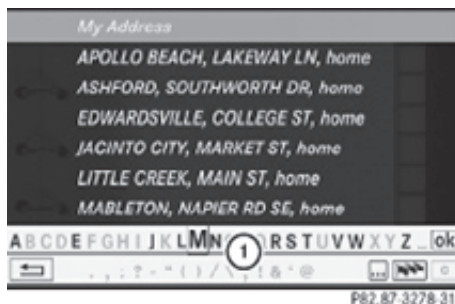 My Address
APOLLO BEACH, LAKEWAY LN, home
ASHFORD, SOUTHWORTH DR, home
EDWARDSVILLE, COLLEGE ST, home
JACINTO CITY, MARKET ST, home
LITTLE CREEK, MAIN ST, home
MABLETON, NAPIER RD SE, home
A B C D E F G H I J K L M N 1 R S T U V W X Y Z _ ok
. , : ? - " ( ) / \ ! & ' @ ...
P82.87-3278-31